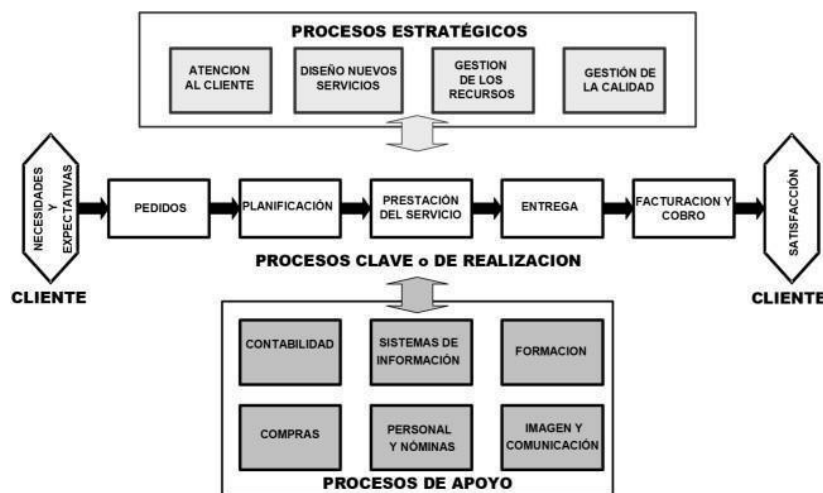 PROCESOS ESTRATÉGICOS
ATENCION
AL CLIENTE
DISEÑO NUEVOS
SERVICIOS
GESTION
DE LOS
RECURSOS
GESTIÓN DE
LA CALIDAD
NECESIDADES
Y
EXPECTATIVAS
CLIENTE
PEDIDOS
PLANIFICACIÓN
PRESTACIÓN
DEL SERVICIO
ENTREGA
FACTURACION Y
COBRO
SATISFACCIÓN
CLIENTE
PROCESOS CLAVE o DE REALIZACION
CONTABILIDAD
SISTEMAS DE
INFORMACIÓN
FORMACION
COMPRAS
PERSONAL
Y NÓMINAS
IMAGEN Y
COMUNICACIÓN
PROCESOS DE APOYO